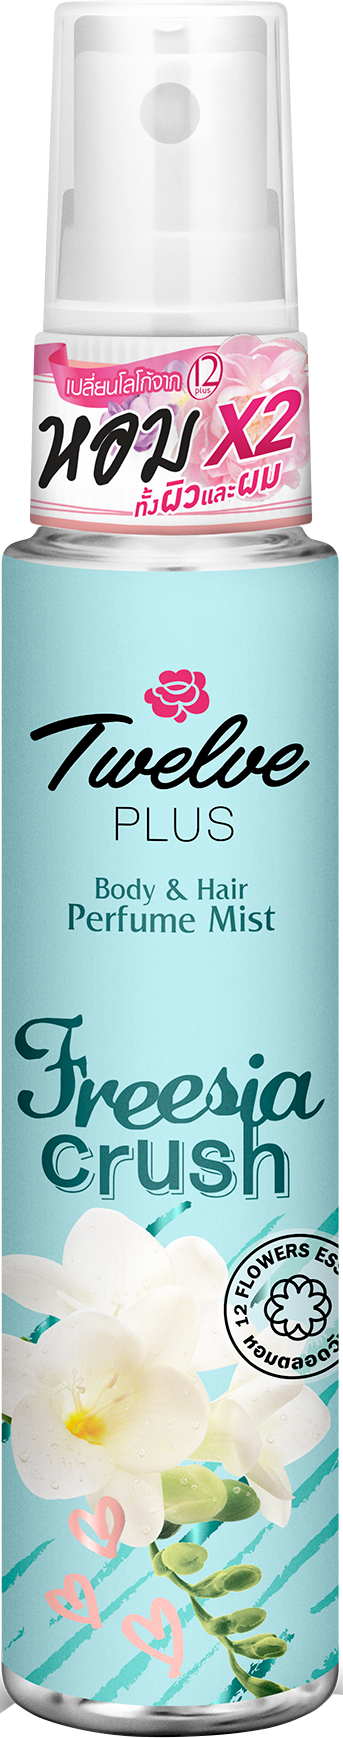 เปลี่ยนโลโก้จาก 12 plus
หอม X2
ทั้งผิวและผม
Twelve
PLUS
Body & Hair
Perfume Mist
Freesia
crush
12 FLOWERS
หอมตลอดวัน